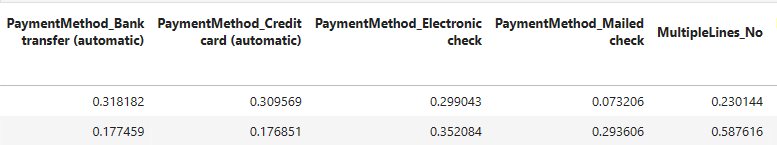 PaymentMethod_Bank PaymentMethod_Credit PaymentMethod_Electronic PaymentMethod_Mailed MultipleLines_No
transfer (automatic) card (automatic) check check
0.318182 0.309569 0.299043 0.073206 0.230144
0.177459 0.176851 0.352084 0.293606 0.587616